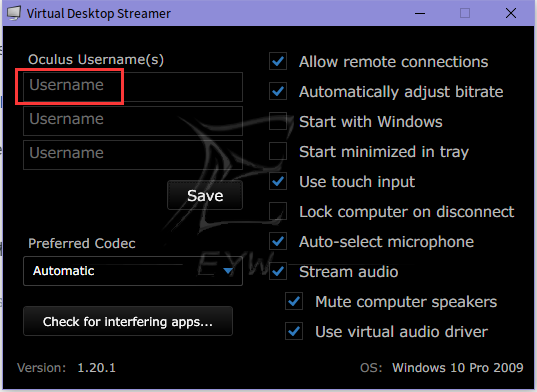 Virtual Desktop Streamer
Oculus Username(s)
Username
Username
Username
Save
Preferred Codec
Automatic
Check for interfering apps...
Allow remote connections
Automatically adjust bitrate
Start with Windows
Start minimized in tray
Use touch input
Lock computer on disconnect
Auto-select microphone
Stream audio
Mute computer speakers
Use virtual audio driver
EYW
Version: 1.20.1
OS: Windows 10 Pro 2009